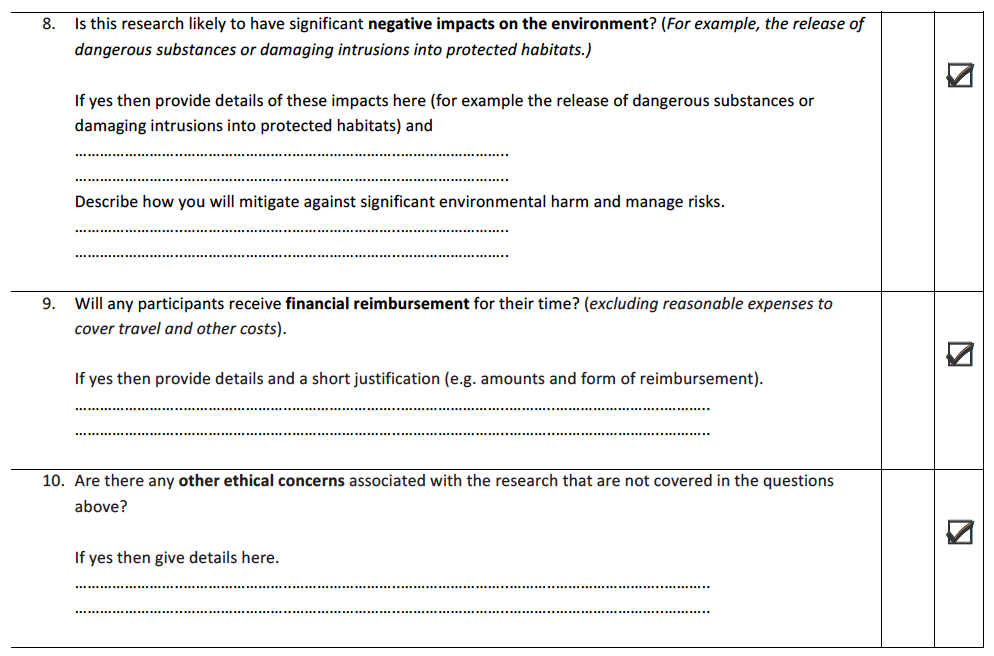 8. Is this research likely to have significant negative impacts on the environment? (For example, the release of
dangerous substances or damaging intrusions into protected habitats.)
If yes then provide details of these impacts here (for example the release of dangerous substances or
damaging intrusions into protected habitats) and
……………………..……………………..……………………..……………………..
……………………..……………………..……………………..……………………..
Describe how you will mitigate against significant environmental harm and manage risks.
……………………..……………………..……………………..……………………..
……………………..……………………..……………………..……………………..
9. Will any participants receive financial reimbursement for their time? (excluding reasonable expenses to
cover travel and other costs).
If yes then provide details and a short justification (e.g. amounts and form of reimbursement).
……………………..……………………..……………………..……………………..………..……………………..………..
……………………..……………………..……………………..……………………..………..……………………..………..
10. Are there any other ethical concerns associated with the research that are not covered in the questions
above?
If yes then give details here.
……………………..……………………..……………………..……………………..………..……………………..………..
……………………..……………………..……………………..……………………..………..……………………..………..